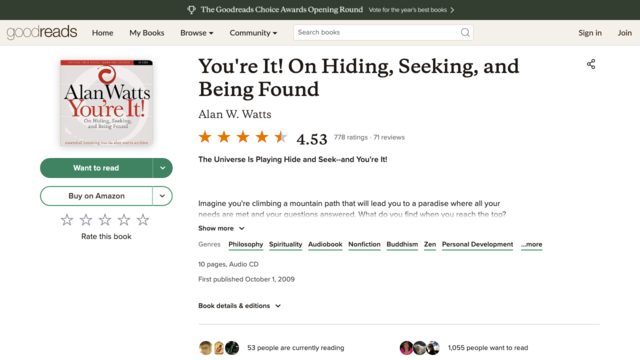 The Goodreads Choice Awards Opening Round Vote for the year's best books
goodreads Home My Books Browse Community Search books Sign in Join
Alan Watts
You're It!
On Hiding, Seeking,
and Being Found
You're It! On Hiding, Seeking, and
Being Found
Alan W. Watts
4.53 778 ratings · 71 reviews
The Universe Is Playing Hide and Seek--and You're It!
Want to read
Buy on Amazon
Rate this book
Imagine you're climbing a mountain path that will lead you to a paradise where all your
needs are met and your questions answered. What do you find when you reach the top?
Show more
Genres Philosophy Spirituality Audiobook Nonfiction Buddhism Zen Personal Development ...more
10 pages, Audio CD
First published October 1, 2009
Book details & editions
53 people are currently reading
1,055 people want to read